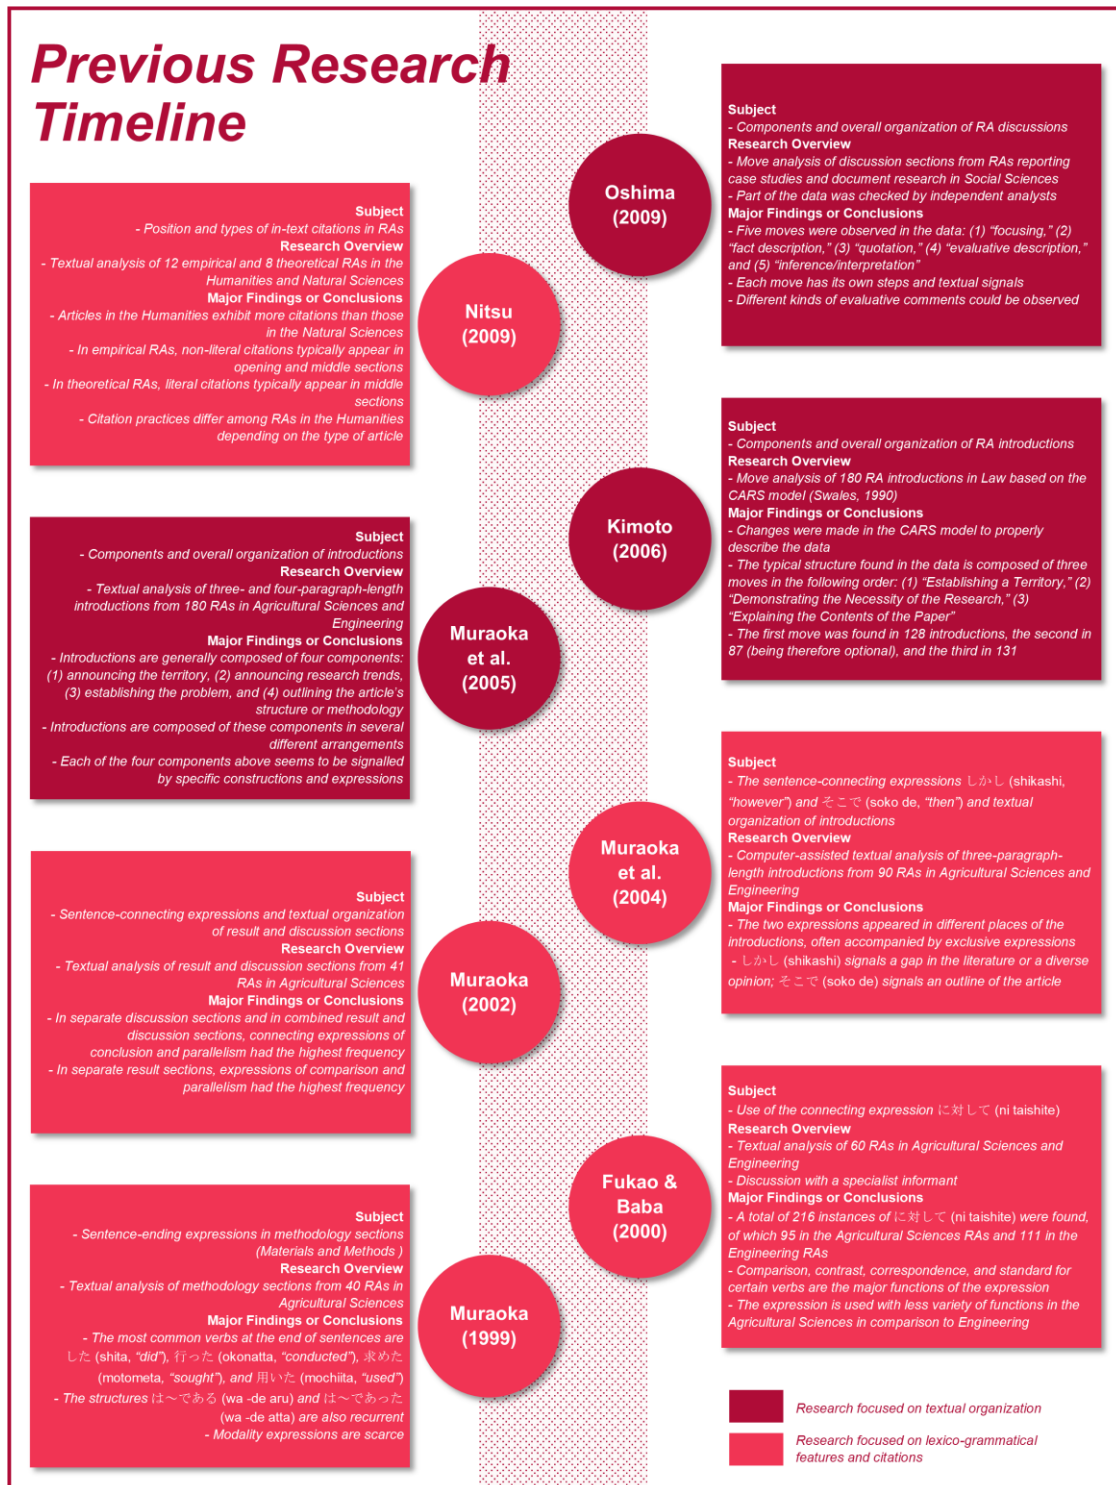 Previous Research
Timeline
Subject
- Components and overall organization of RA discussions
Research Overview
- Move analysis of discussion sections from RAs reporting
case studies and document research in Social Sciences
- Part of the data was checked by independent analysts
Major Findings or Conclusions
- Five moves were observed in the data: (1) “focusing,” (2)
“fact description,” (3) “quotation,” (4) “evaluative description,”
and (5) “inference/interpretation”
- Each move has its own steps and textual signals
- Different kinds of evaluative comments could be observed
Oshima
(2009)
Subject
- Position and types of in-text citations in RAs
Research Overview
- Textual analysis of 12 empirical and 8 theoretical RAs in the
Humanities and Natural Sciences
Major Findings or Conclusions
- Articles in the Humanities exhibit more citations than those
in the Natural Sciences
- In empirical RAs, non-literal citations typically appear in
opening and middle sections
- In theoretical RAs, literal citations typically appear in middle
sections
- Citation practices differ among RAs in the Humanities
depending on the type of article
Nitsu
(2009)
Subject
- Components and overall organization of RA introductions
Research Overview
- Move analysis of 180 RA introductions in Law based on the
CARS model (Swales, 1990)
Major Findings or Conclusions
- Changes were made in the CARS model to properly
describe the data
- The typical structure found in the data is composed of three
moves in the following order: (1) “Establishing a Territory,” (2)
“Demonstrating the Necessity of the Research,” (3)
“Explaining the Contents of the Paper”
- The first move was found in 128 introductions, the second in
87 (being therefore optional), and the third in 131
Kimoto
(2006)
Subject
- Components and overall organization of introductions
Research Overview
- Textual analysis of three- and four-paragraph-length
introductions from 180 RAs in Agricultural Sciences and
Engineering
Major Findings or Conclusions
- Introductions are generally composed of four components:
(1) announcing the territory, (2) announcing research trends,
(3) establishing the problem, and (4) outlining the article’s
structure or methodology
- Introductions are composed of these components in several
different arrangements
- Each of the four components above seems to be signalled
by specific constructions and expressions
Muraoka
et al.
(2005)
Subject
- The sentence-connecting expressions しかし (shikashi,
“however”) and そこで (soko de, “then”) and textual
organization of introductions
Research Overview
- Computer-assisted textual analysis of three-paragraph-
length introductions from 90 RAs in Agricultural Sciences and
Engineering
Major Findings or Conclusions
- The two expressions appeared in different places of the
introductions, often accompanied by exclusive expressions
- しかし (shikashi) signals a gap in the literature or a diverse
opinion; そこで (soko de) signals an outline of the article
Muraoka
et al.
(2004)
Subject
- Sentence-connecting expressions and textual organization
of result and discussion sections
Research Overview
- Textual analysis of result and discussion sections from 41
RAs in Agricultural Sciences
Major Findings or Conclusions
- In separate discussion sections and in combined result and
discussion sections, connecting expressions of
conclusion and parallelism had the highest frequency
- In separate result sections, expressions of comparison and
parallelism had the highest frequency
Muraoka
(2002)
Subject
- Use of the connecting expression に対して (ni taishite)
Research Overview
- Textual analysis of 60 RAs in Agricultural Sciences and
Engineering
- Discussion with a specialist informant
Major Findings or Conclusions
- A total of 216 instances of に対して (ni taishite) were found,
of which 95 in the Agricultural Sciences RAs and 111 in the
Engineering RAs
- Comparison, contrast, correspondence, and standard for
certain verbs are the major functions of the expression
- The expression is used with less variety of functions in the
Agricultural Sciences in comparison to Engineering
Fukao &
Baba
(2000)
Subject
- Sentence-ending expressions in methodology sections
(Materials and Methods )
Research Overview
- Textual analysis of methodology sections from 40 RAs in
Agricultural Sciences
Major Findings or Conclusions
- The most common verbs at the end of sentences are
した (shita, “did”), 行った (okonatta, “conducted”), 求めた
(motometa, “sought”), and 用いた (mochiita, “used”)
- The structures は〜である (wa -de aru) and は〜であった
(wa -de atta) are also recurrent
- Modality expressions are scarce
Muraoka
(1999)
Research focused on textual organization
Research focused on lexico-grammatical
features and citations